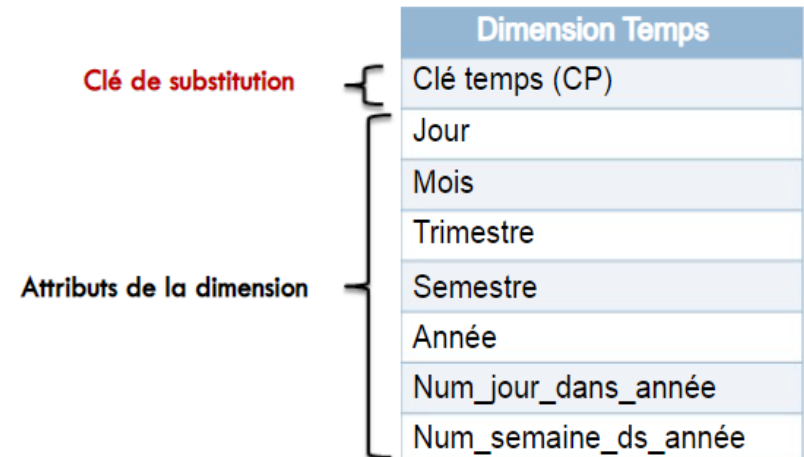 Dimension Temps
Clé de substitution
Clé temps (CP)
Jour
Mois
Trimestre
Attributs de la dimension
Semestre
Année
Num_jour_dans_année
Num_semaine_ds_année